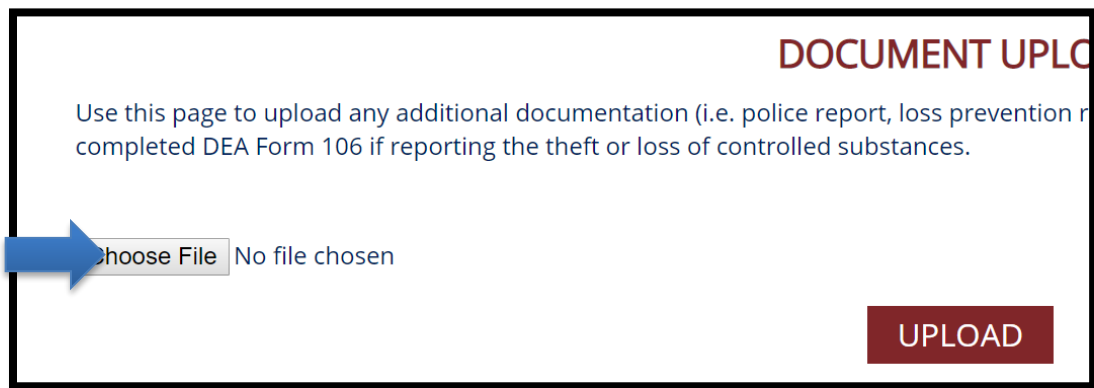 DOCUMENT UPLO
Use this page to upload any additional documentation (i.e. police report, loss prevention r
completed DEA Form 106 if reporting the theft or loss of controlled substances.
Choose File No file chosen
UPLOAD